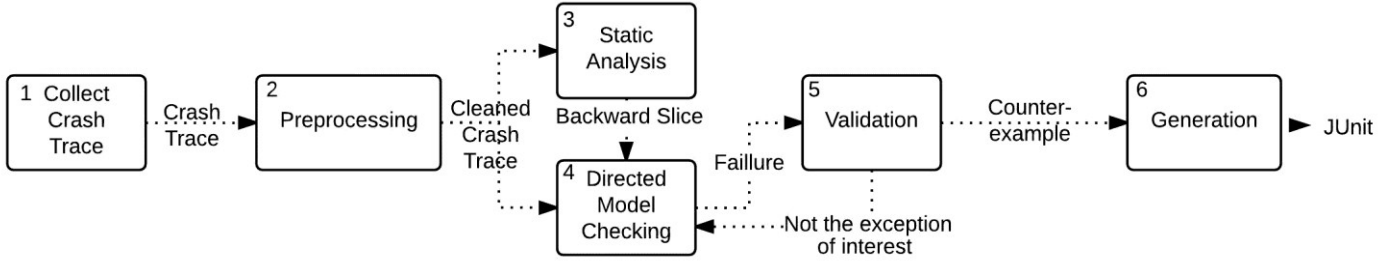 1 Collect
Crash
Trace
Crash
Trace
2
Preprocessing
Cleaned
Crash
Trace
3
Static
Analysis
Backward Slice
4
Directed
Model
Checking
Faillure
5
Validation
Not the exception
of interest
Counter-
example
6
Generation
JUnit